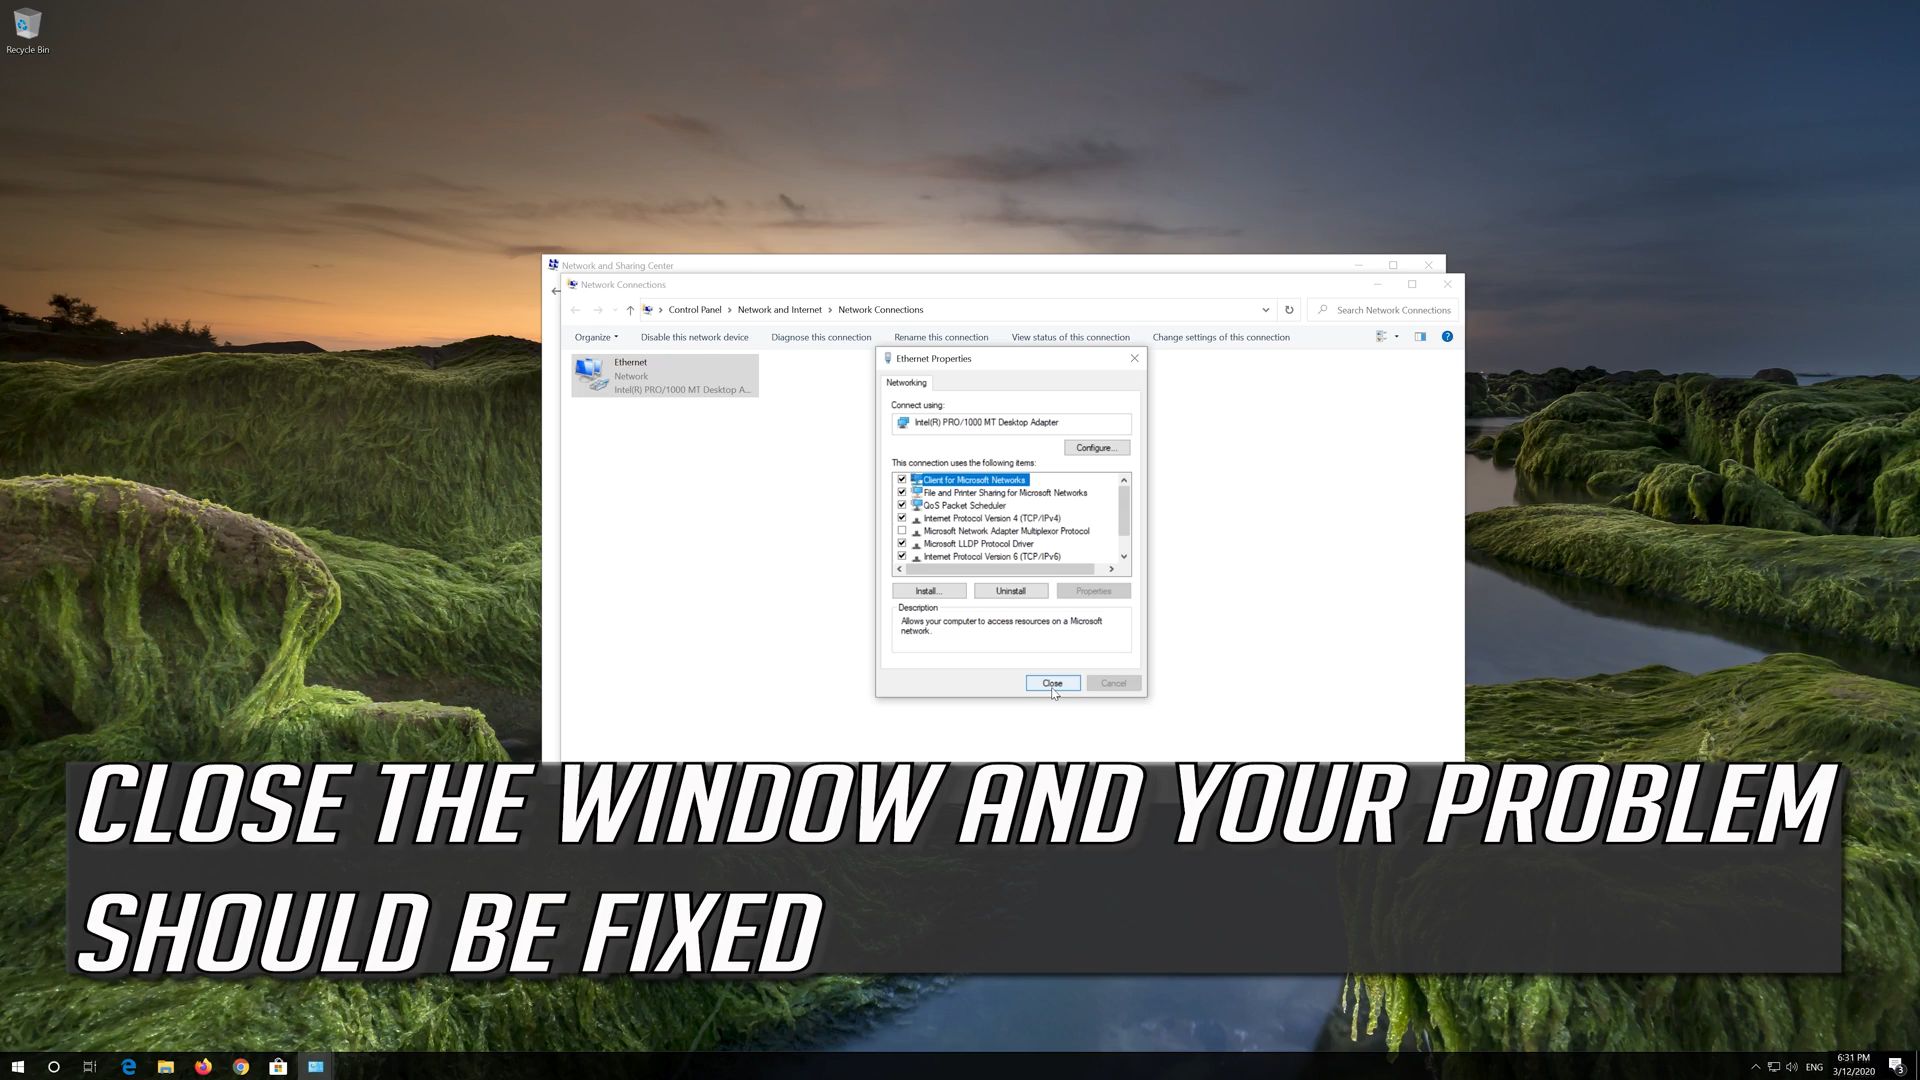 Recycle Bin
Network and Sharing Center
Network Connections
Control Panel > Network and Internet > Network Connections
Search Network Connections
Organize
Disable this network device
Diagnose this connection
Rename this connection
View status of this connection
Change settings of this connection
Ethernet
Network
Intel(R) PRO/1000 MT Desktop A...
Ethernet Properties
Networking
Connect using:
Intel(R) PRO/1000 MT Desktop Adapter
Configure...
This connection uses the following items:
Client for Microsoft Networks
File and Printer Sharing for Microsoft Networks
QoS Packet Scheduler
Internet Protocol Version 4 (TCP/IPv4)
Microsoft Network Adapter Multiplexor Protocol
Microsoft LLDP Protocol Driver
Internet Protocol Version 6 (TCP/IPv6)
Install...
Uninstall
Properties
Description
Allows your computer to access resources on a Microsoft
network.
Close
Cancel
CLOSE THE WINDOW AND YOUR PROBLEM
SHOULD BE FIXED
ENG
6:31 PM
3/12/2020
3